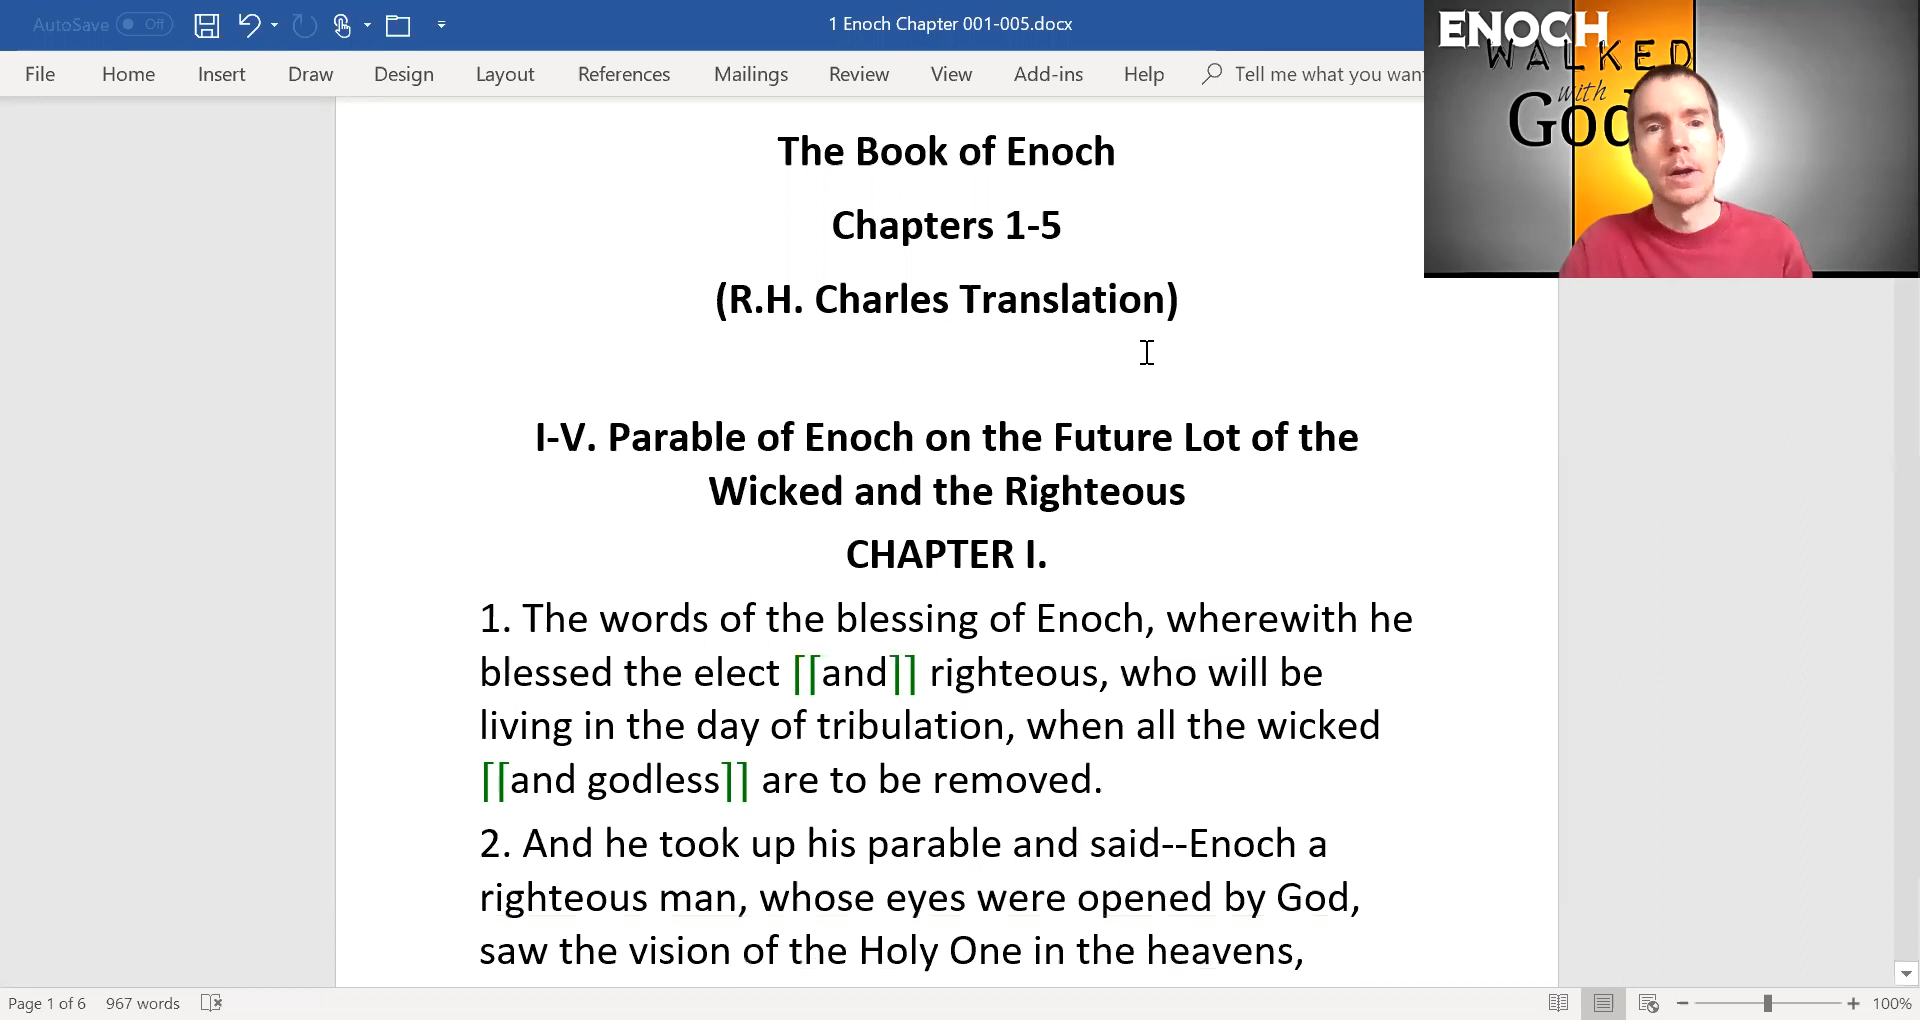 AutoSave Off
1 Enoch Chapter 001-005.docx
File Home Insert Draw Design Layout References Mailings Review View Add-ins Help Tell me what you wan
ENOCH
WALKED
with
God
The Book of Enoch
Chapters 1-5
(R.H. Charles Translation)
I-V. Parable of Enoch on the Future Lot of the
Wicked and the Righteous
CHAPTER I.
1. The words of the blessing of Enoch, wherewith he
blessed the elect ⌈⌈and⌉⌉ righteous, who will be
living in the day of tribulation, when all the wicked
⌈⌈and godless⌉⌉ are to be removed.
2. And he took up his parable and said--Enoch a
righteous man, whose eyes were opened by God,
saw the vision of the Holy One in the heavens,
Page 1 of 6 967 words 100%